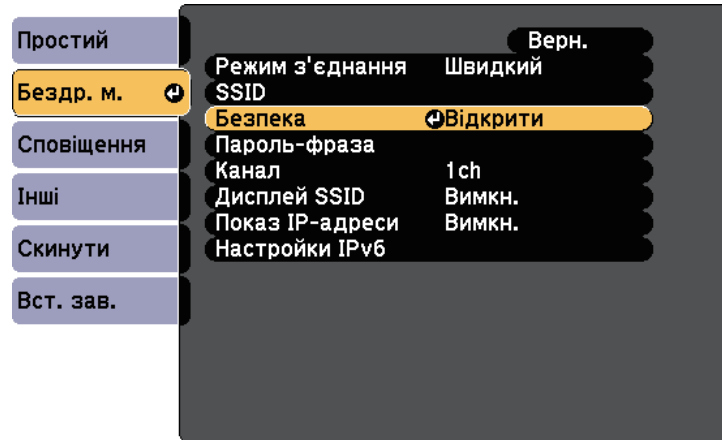 Простий
Бездр. м.
Сповіщення
Інші
Скинути
Вст. зав.
Верн.
Режим з'єднання Швидкий
SSID
Безпека Відкрити
Пароль-фраза
Канал 1ch
Дисплей SSID Вимкн.
Показ IP-адреси Вимкн.
Настройки IPv6